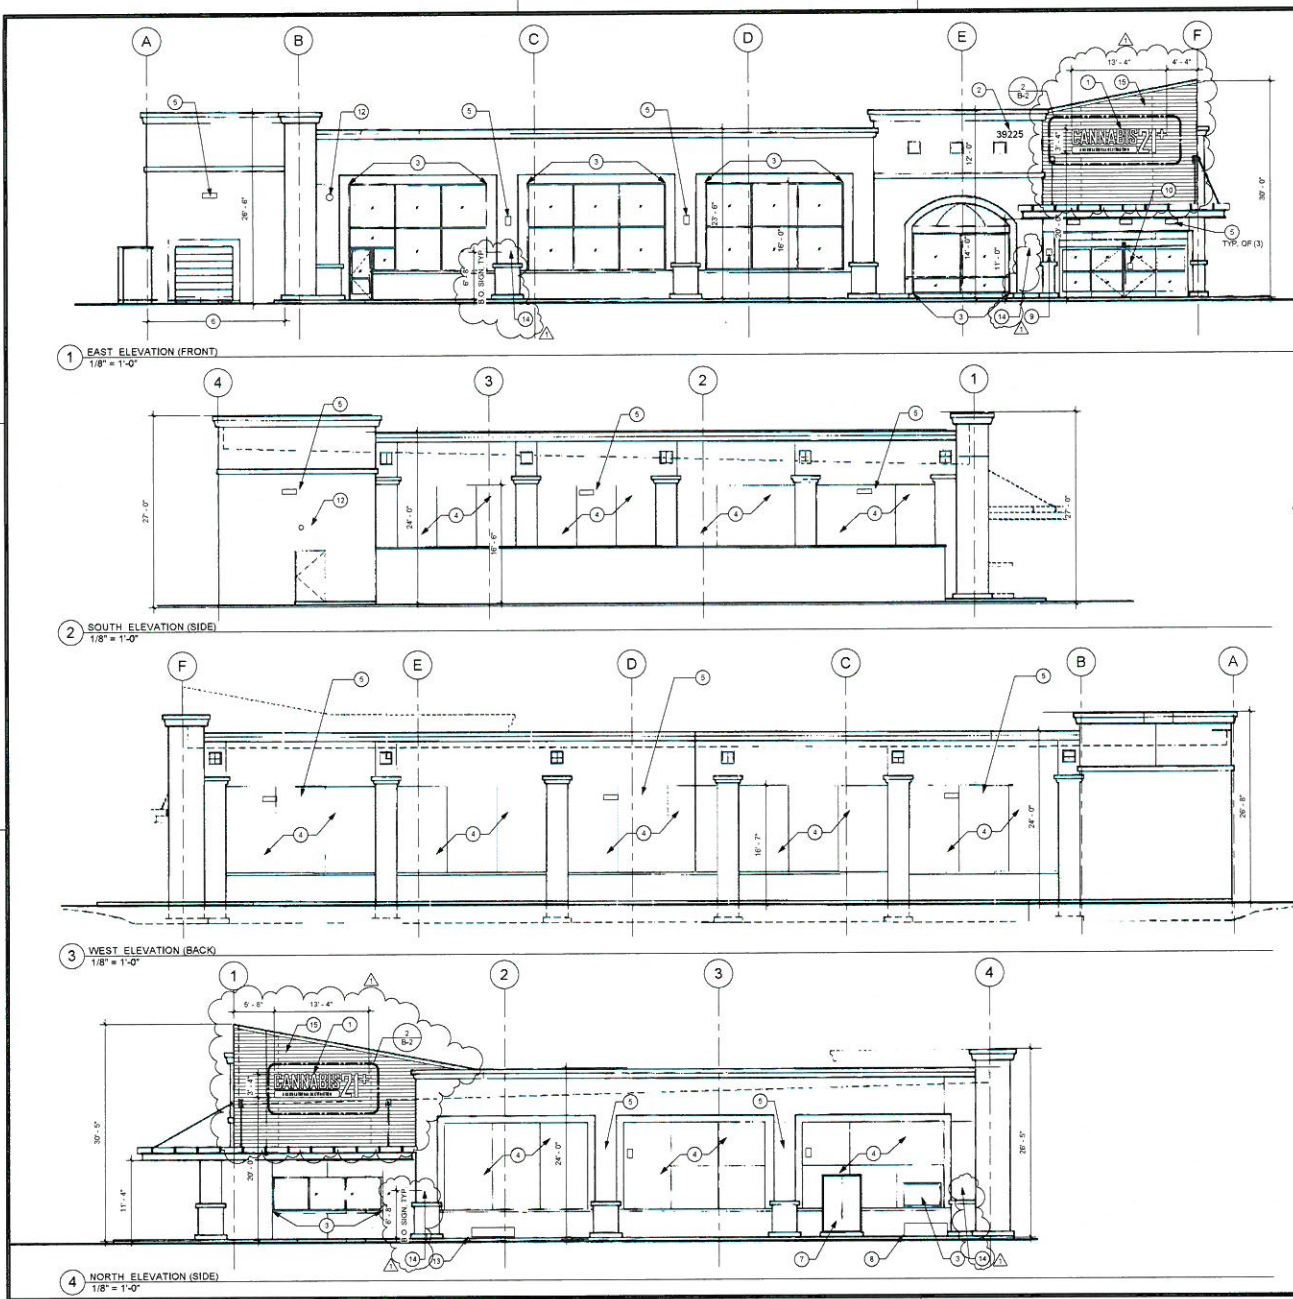 A B C D E F
1
13' - 4" 4' - 4"
1 15
2
2
B-2
5 12 5 5
39225
3 3 3
CANNABIS 21+
3' - 4"
12' - 0"
10
26' - 6"
23' - 6"
16' - 0"
14' - 0"
11' - 0"
20' - 0"
30' - 0"
5
TYP. OF (3)
6' - 8"
B.O. SIGN, TYP
6 14 1 3 14 9 1
1 EAST ELEVATION (FRONT)
1/8" = 1'-0"
4 3 2 1
5 5 5
12
4 4 4 4
27' - 0"
24' - 0"
16' - 6"
27' - 0"
2 SOUTH ELEVATION (SIDE)
1/8" = 1'-0"
F E D C B A
5 5 5
4 4 4 4 4
16' - 7"
24' - 0"
26' - 8"
3 WEST ELEVATION (BACK)
1/8" = 1'-0"
1 2 3 4
1
5' - 8" 13' - 4"
15 1
2
B-2
CANNABIS 21+
3' - 4"
5 5
4 4 4
30' - 5"
11' - 4"
20' - 0"
24' - 0"
26' - 5"
6' - 8"
B.O. SIGN, TYP
3
1 14 13 7 8 3 14 1
4 NORTH ELEVATION (SIDE)
1/8" = 1'-0"